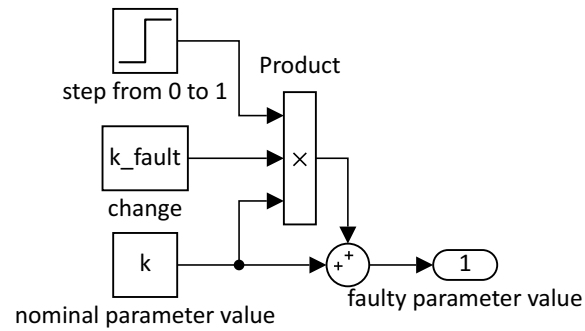 Product
step from 0 to 1
k_fault
×
change
k
+
+
1
nominal parameter value
faulty parameter value